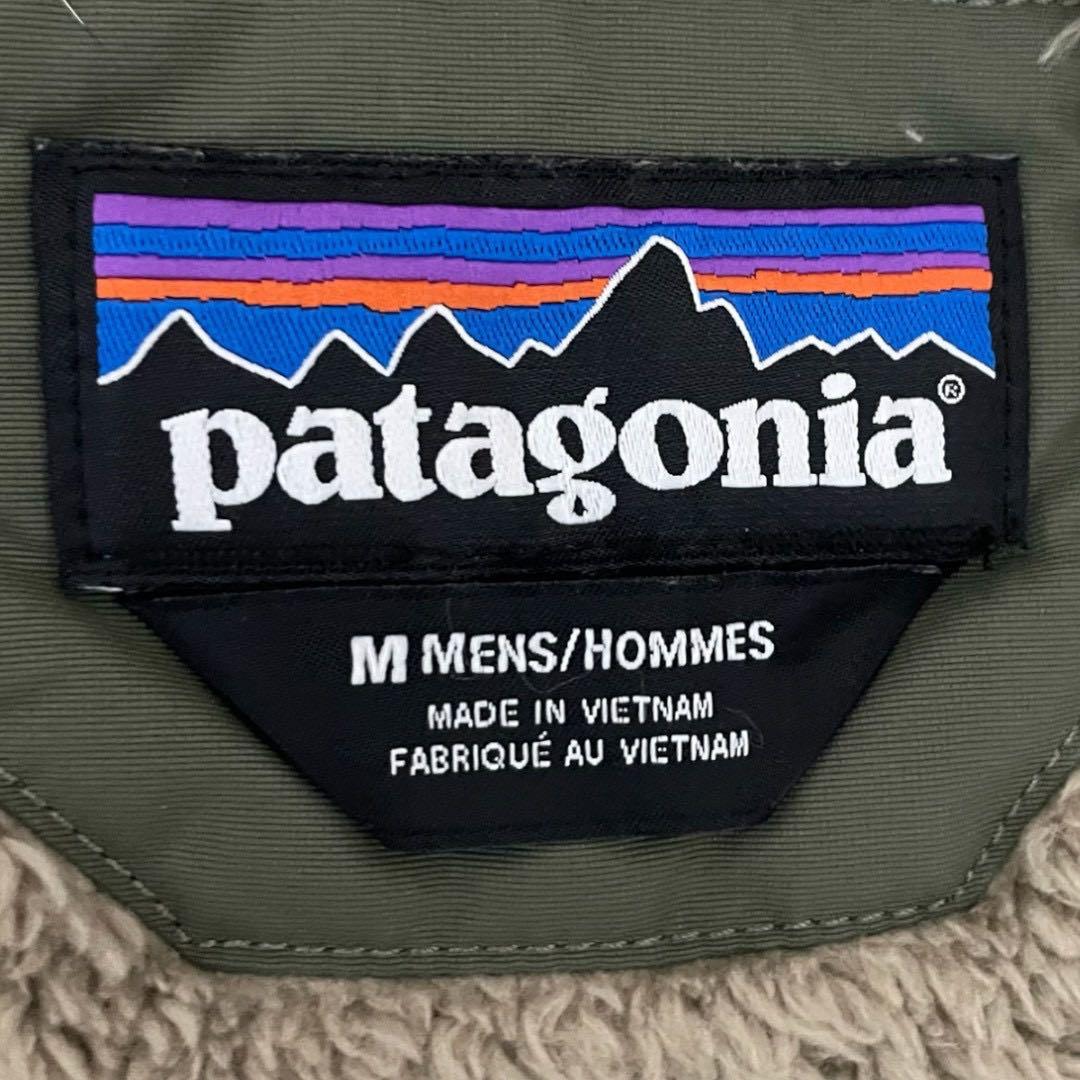 patagonia®
M MENS/HOMMES
MADE IN VIETNAM
FABRIQUÉ AU VIETNAM